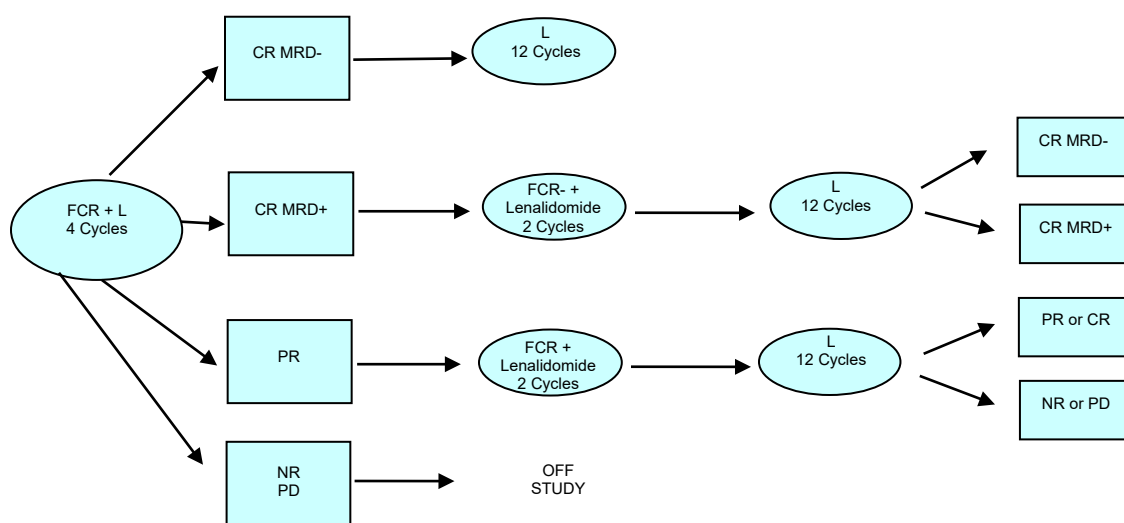 CR MRD-
L
12 Cycles
FCR + L
4 Cycles
CR MRD+
FCR- +
Lenalidomide
2 Cycles
L
12 Cycles
CR MRD-
CR MRD+
PR
FCR +
Lenalidomide
2 Cycles
L
12 Cycles
PR or CR
NR or PD
NR
PD
OFF
STUDY